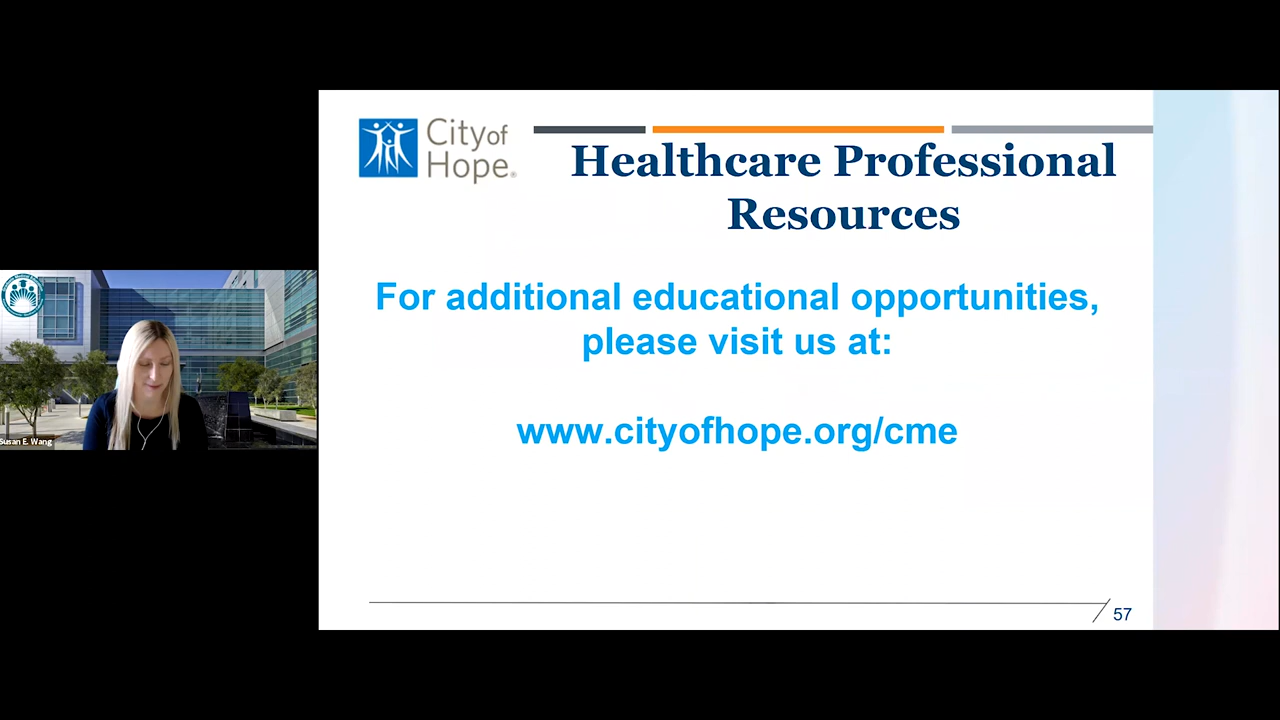 City of
Hope®
Healthcare Professional
Resources
For additional educational opportunities,
please visit us at:
www.cityofhope.org/cme
Susan E. Wang
57